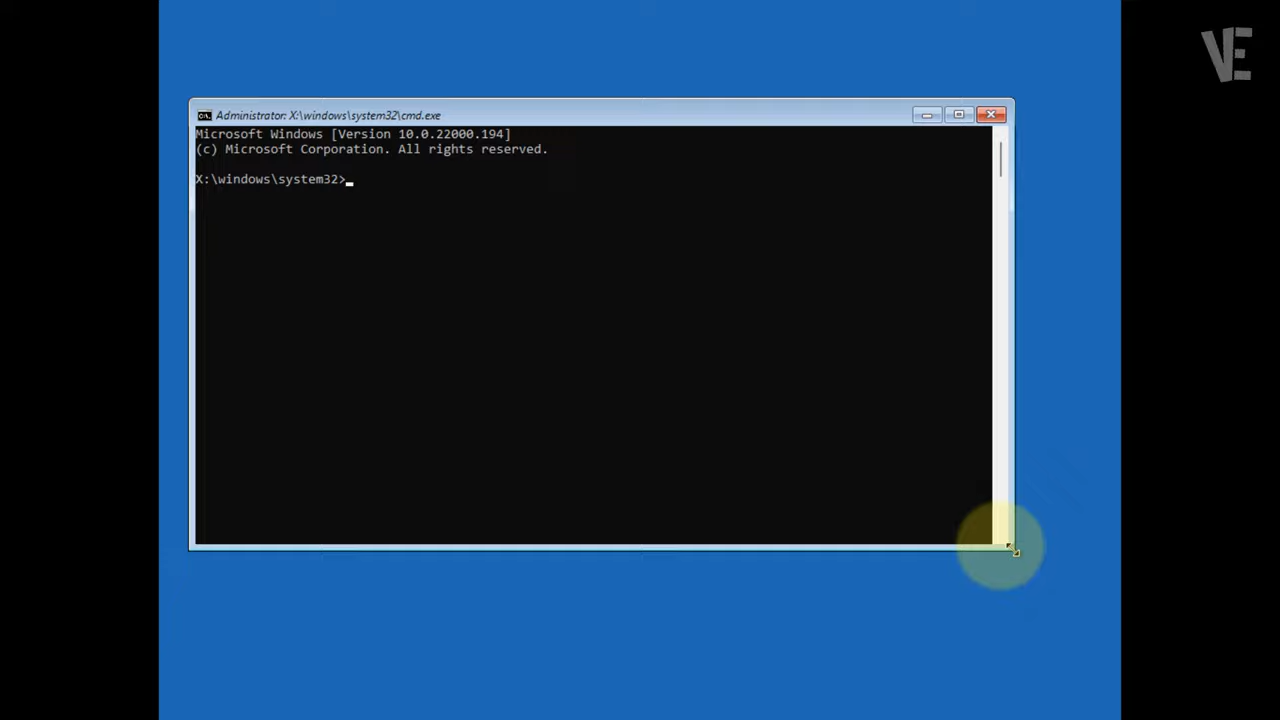 VE
Administrator: X:\windows\system32\cmd.exe
Microsoft Windows [Version 10.0.22000.194]
(c) Microsoft Corporation. All rights reserved.
X:\windows\system32>